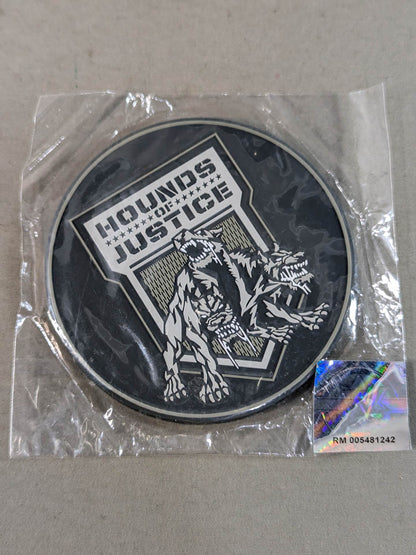 HOUNDS
OF
JUSTICE
RM 005481242